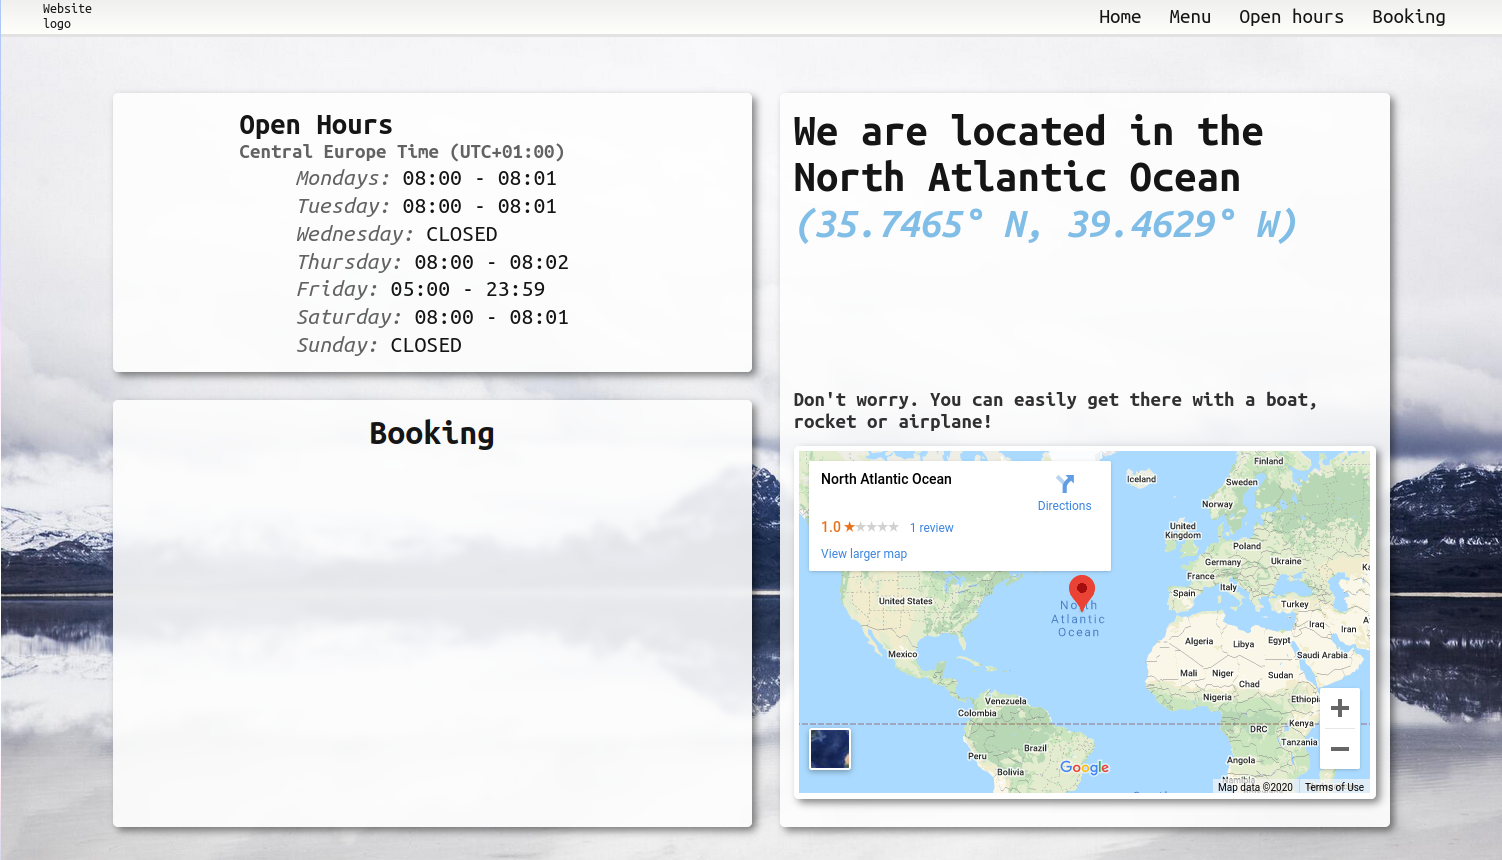 Website
logo
Home Menu Open hours Booking
Open Hours
Central Europe Time (UTC+01:00)
Mondays: 08:00 - 08:01
Tuesday: 08:00 - 08:01
Wednesday: CLOSED
Thursday: 08:00 - 08:02
Friday: 05:00 - 23:59
Saturday: 08:00 - 08:01
Sunday: CLOSED
Booking
We are located in the
North Atlantic Ocean
(35.7465° N, 39.4629° W)
Don't worry. You can easily get there with a boat,
rocket or airplane!
North Atlantic Ocean
Directions
1.0 1 review
View larger map
Iceland
Finland
Sweden
Norway
United
Kingdom
Poland
Germany
Ukraine
France
Italy
Spain
Turkey
United States
North
Atlantic
Ocean
Iraq
Iran
Algeria
Libya
Egypt
Saudi Arabia
Mexico
Mali
Niger
Chad
Sudan
Nigeria
Ethiopia
Venezuela
Colombia
DRC
Kenya
Tanzania
Brazil
Peru
Bolivia
Angola
Namibia
Google
Map data ©2020 Terms of Use